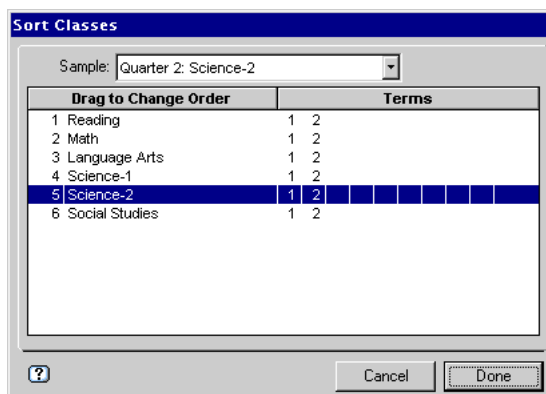 Sort Classes
Sample: Quarter 2: Science-2
Drag to Change Order Terms
1 Reading 1 2
2 Math 1 2
3 Language Arts 1 2
4 Science-1 1 2
5 Science-2 1 2
6 Social Studies 1 2
? Cancel Done